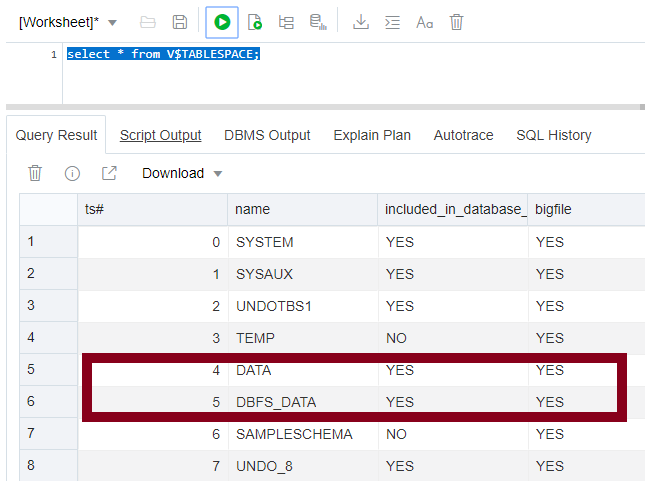 [Worksheet]*
Aa
1 select * from V$TABLESPACE;
Query Result Script Output DBMS Output Explain Plan Autotrace SQL History
Download
ts# name included_in_database_ bigfile
1 0 SYSTEM YES YES
2 1 SYSAUX YES YES
3 2 UNDOTBS1 YES YES
4 3 TEMP NO YES
5 4 DATA YES YES
6 5 DBFS_DATA YES YES
7 6 SAMPLESCHEMA NO YES
8 7 UNDO_8 YES YES